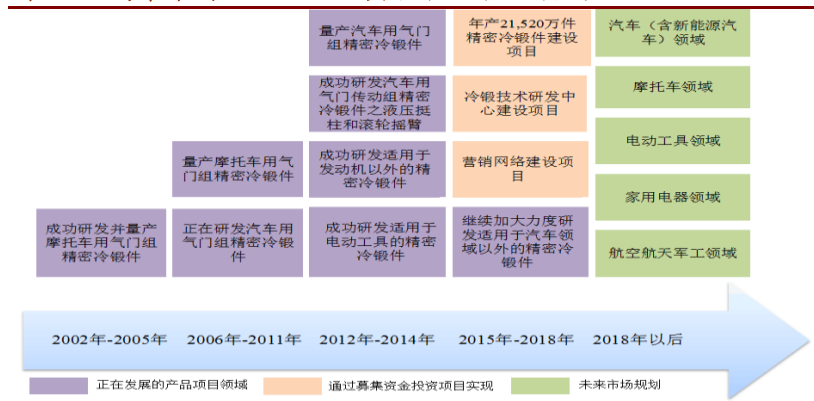 量产汽车用气门
组精密冷锻件
年产21,520万件
精密冷锻件建设
项目
汽车（含新能源汽
车）领域
成功研发汽车用
气门传动组精密
冷锻件之液压挺
柱和滚轮摇臂
冷锻技术研发中
心建设项目
摩托车领域
量产摩托车用气
门组精密冷锻件
成功研发适用于
发动机以外的精
密冷锻件
营销网络建设项
目
电动工具领域
家用电器领域
成功研发并量产
摩托车用气门组
精密冷锻件
正在研发汽车用
气门组精密冷锻
件
成功研发适用于
电动工具的精密
冷锻件
继续加大力度研
发适用于汽车领
域以外的精密冷
锻件
航空航天军工领域
2002年-2005年
2006年-2011年
2012年-2014年
2015年-2018年
2018年以后
正在发展的产品项目领域
通过募集资金投资项目实现
未来市场规划